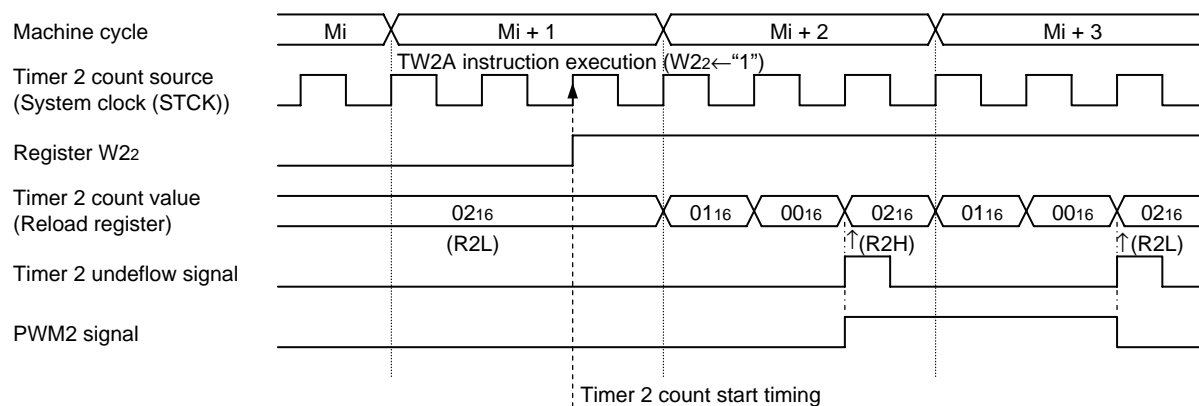 Machine cycle
Mi
Mi + 1
Mi + 2
Mi + 3
TW2A instruction execution (W22←“1”)
Timer 2 count source
(System clock (STCK))
Register W22
Timer 2 count value
(Reload register)
0216
0116
0016
0216
0116
0016
0216
(R2L)
↑(R2H)
↑(R2L)
Timer 2 undeflow signal
PWM2 signal
Timer 2 count start timing